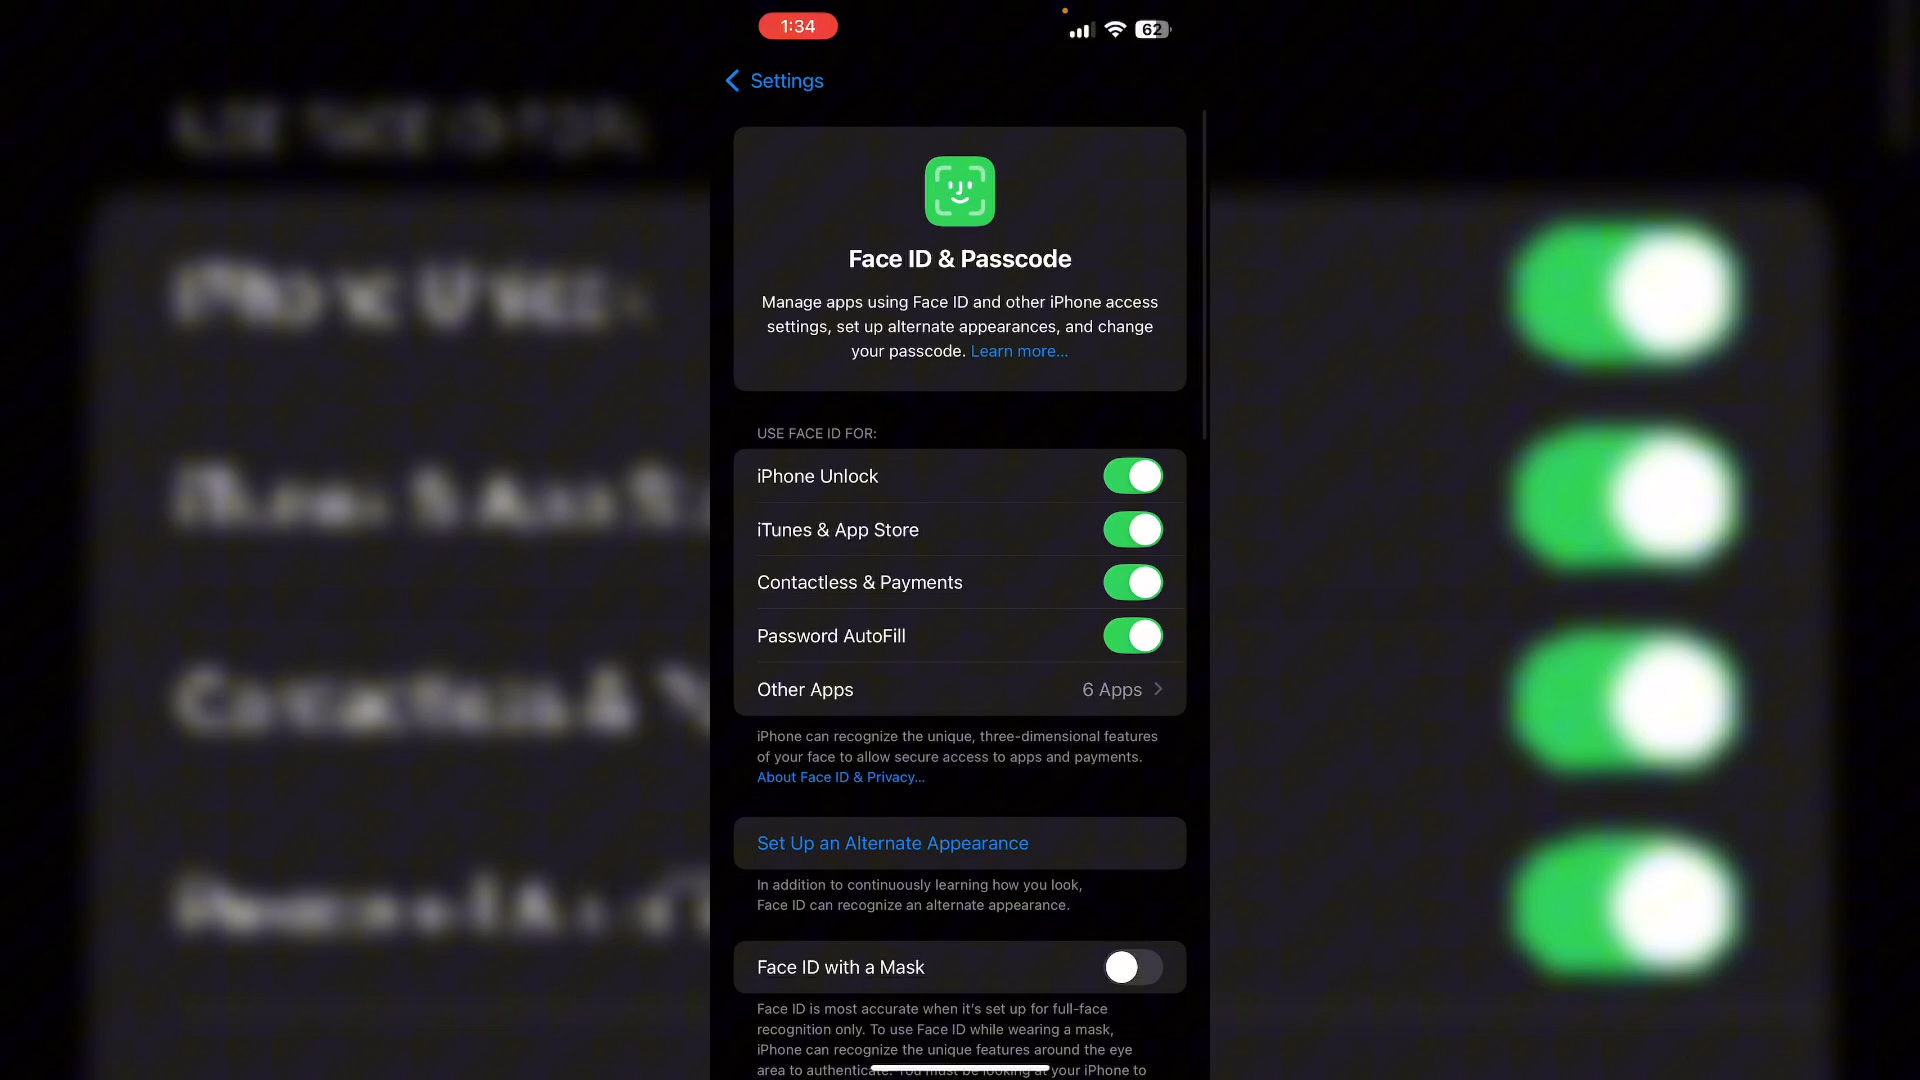 1:34
62
Settings
Face ID & Passcode
Manage apps using Face ID and other iPhone access
settings, set up alternate appearances, and change
your passcode. Learn more...
USE FACE ID FOR:
iPhone Unlock
iTunes & App Store
Contactless & Payments
Password AutoFill
Other Apps 6 Apps
iPhone can recognize the unique, three-dimensional features
of your face to allow secure access to apps and payments.
About Face ID & Privacy...
Set Up an Alternate Appearance
In addition to continuously learning how you look,
Face ID can recognize an alternate appearance.
Face ID with a Mask
Face ID is most accurate when it's set up for full-face
recognition only. To use Face ID while wearing a mask,
iPhone can recognize the unique features around the eye
area to authenticate. You must be looking at your iPhone to